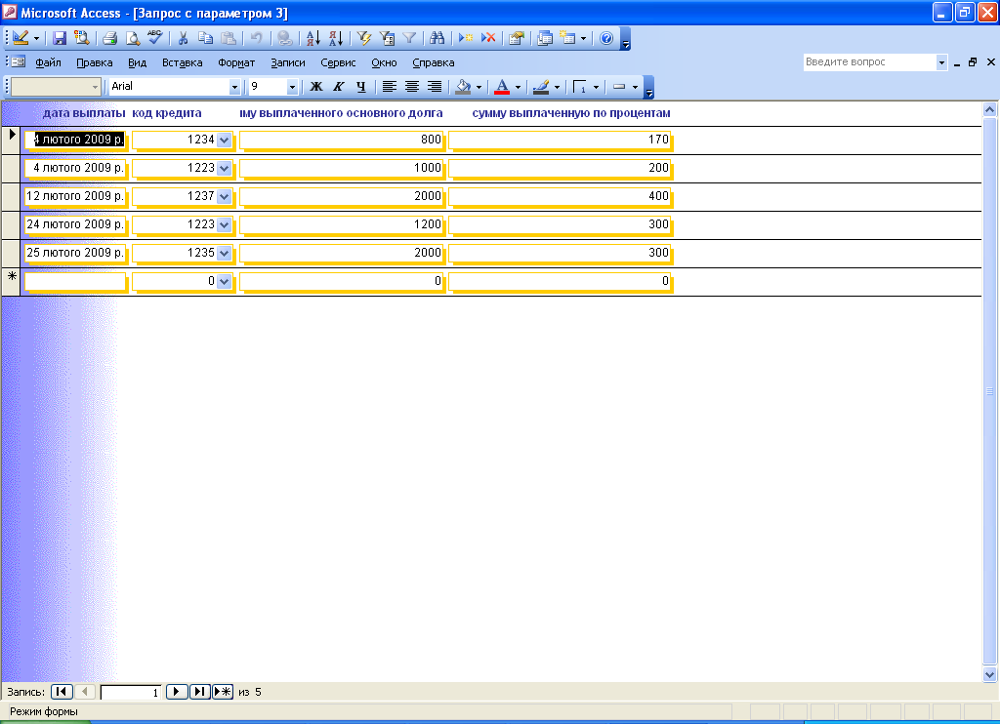 Microsoft Access - [Запрос с параметром 3]
Файл Правка Вид Вставка Формат Записи Сервис Окно Справка Введите вопрос
Arial 9 Ж К Ч
дата выплаты код кредита іму выплаченного основного долга сумму выплаченную по процентам
4 лютого 2009 р. 1234 800 170
4 лютого 2009 р. 1223 1000 200
12 лютого 2009 р. 1237 2000 400
24 лютого 2009 р. 1223 1200 300
25 лютого 2009 р. 1235 2000 300
0 0 0
Запись: 1 из 5
Режим формы